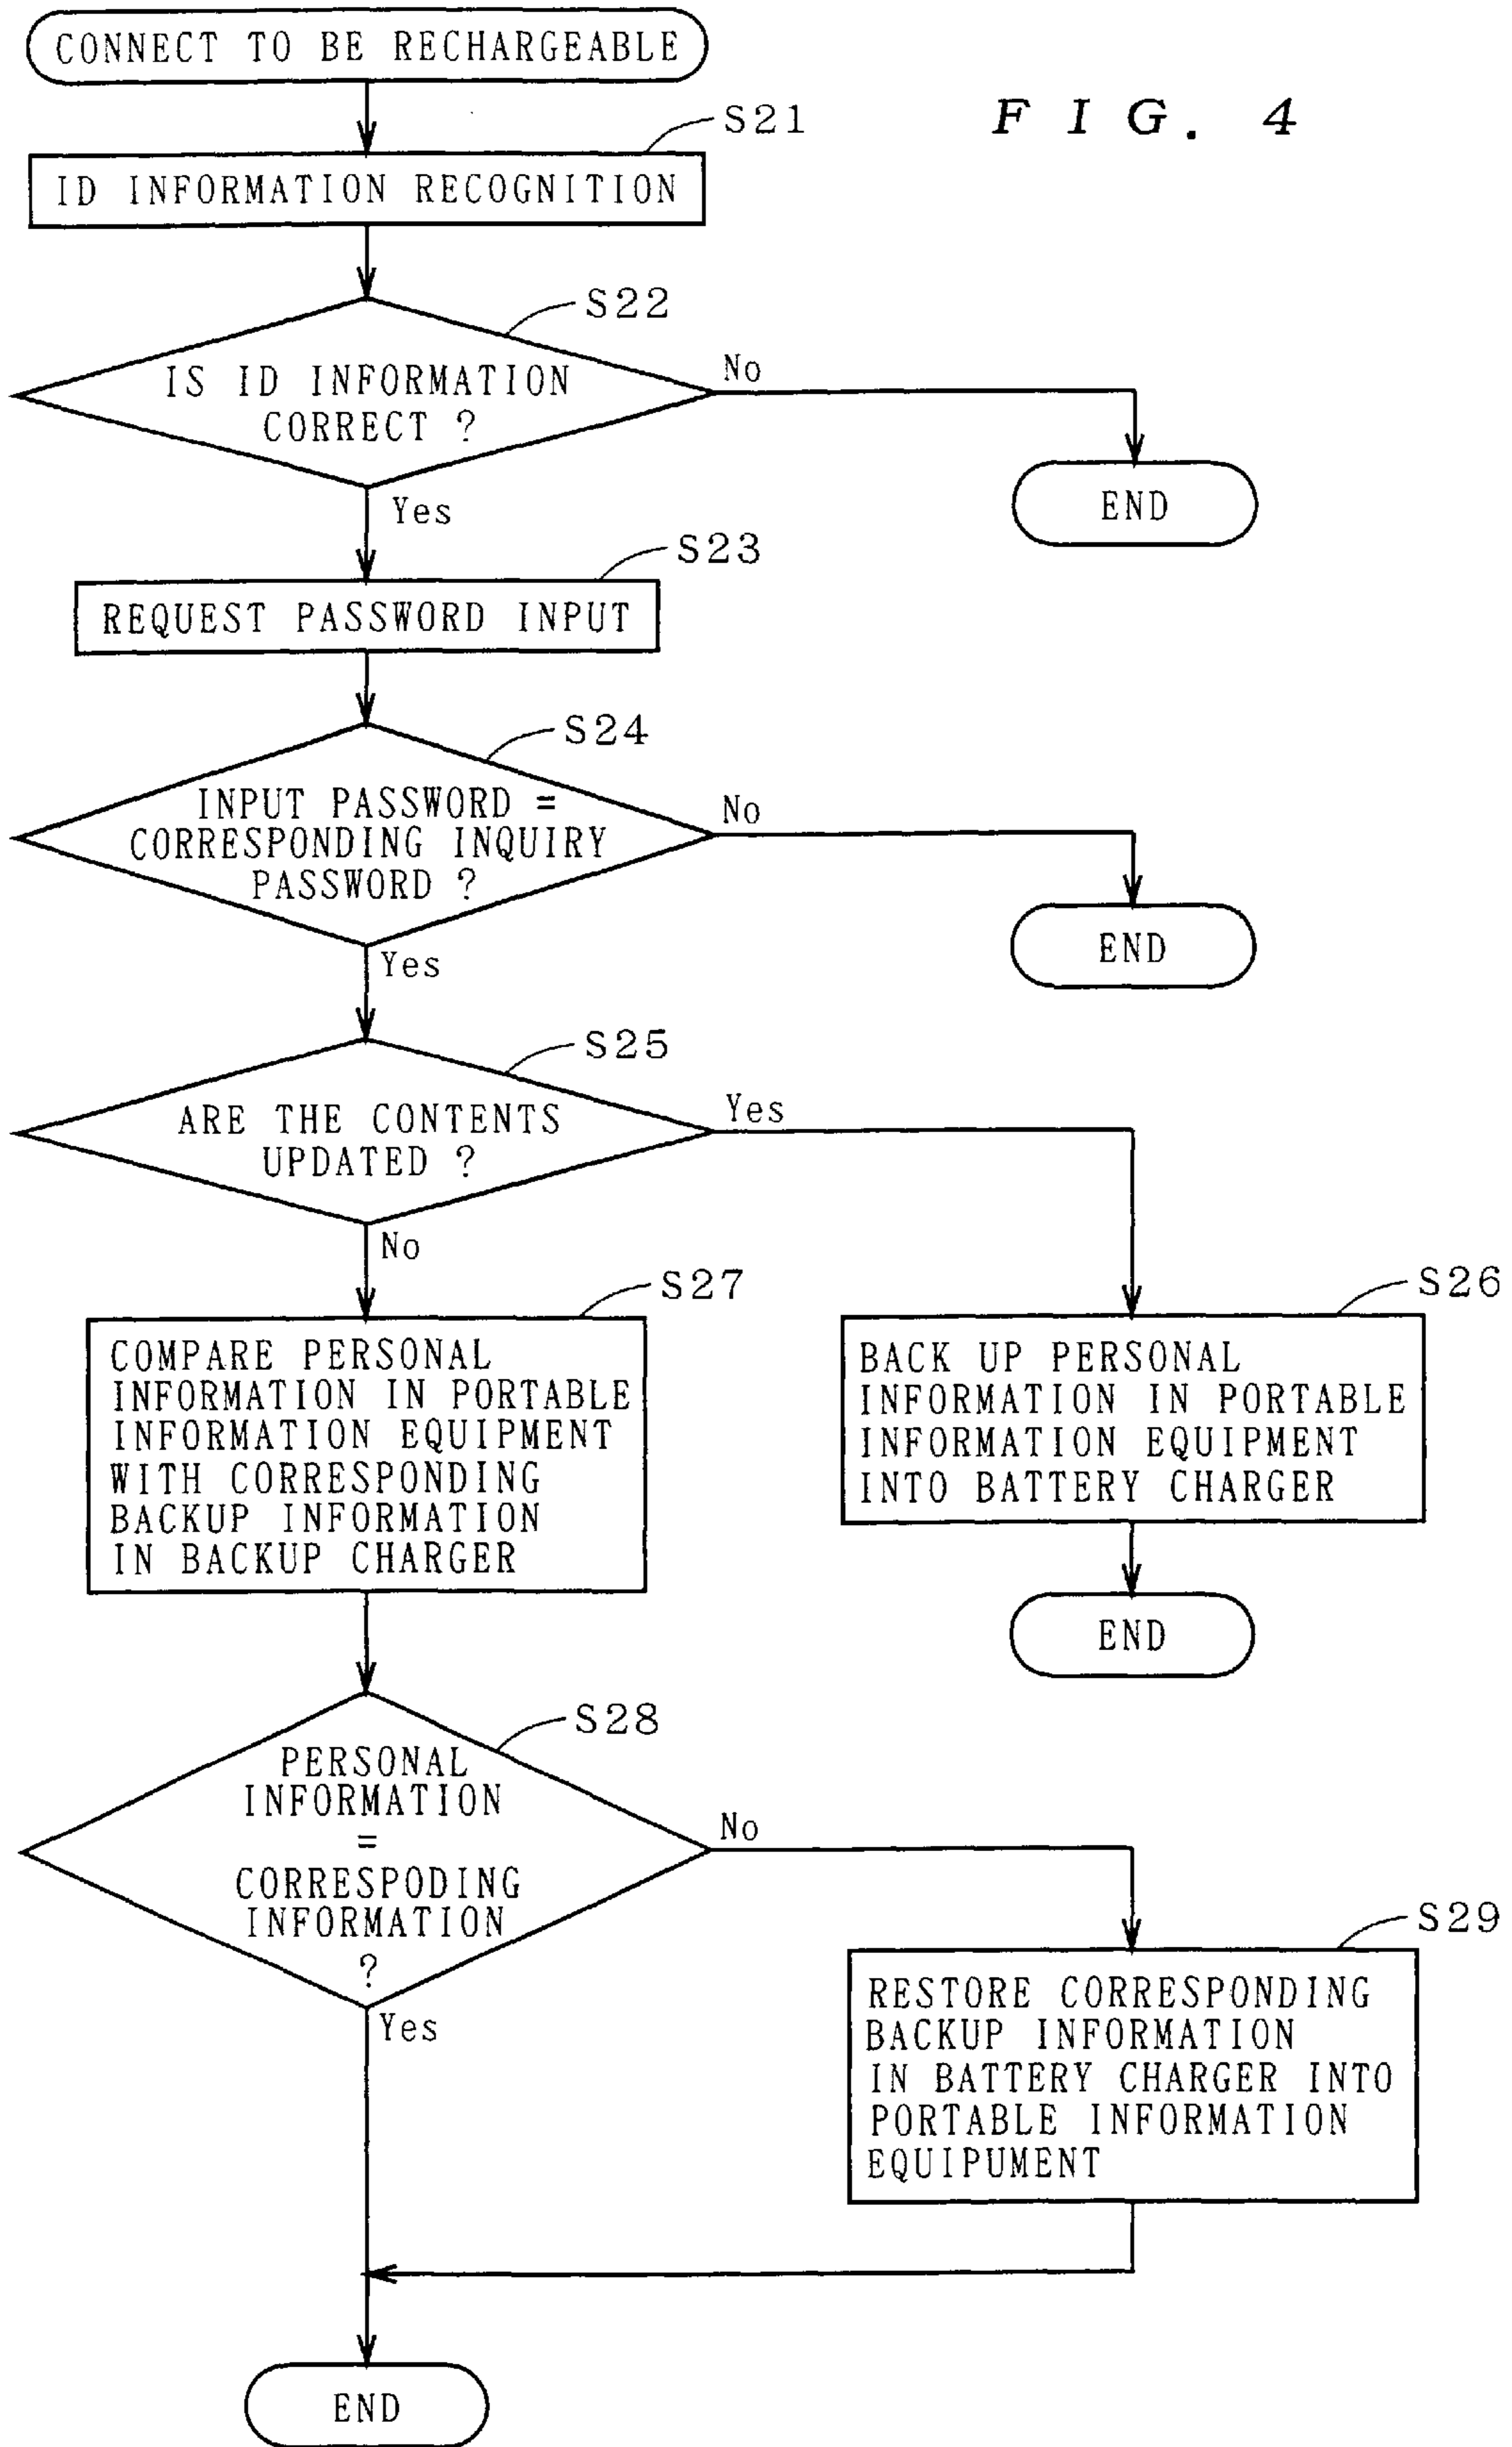 CONNECT TO BE RECHARGEABLE
FIG. 4
S21
ID INFORMATION RECOGNITION
S22
IS ID INFORMATION
CORRECT ?
No
END
Yes
S23
REQUEST PASSWORD INPUT
S24
INPUT PASSWORD =
CORRESPONDING INQUIRY
PASSWORD ?
No
END
Yes
S25
ARE THE CONTENTS
UPDATED ?
Yes
No
S27
COMPARE PERSONAL
INFORMATION IN PORTABLE
INFORMATION EQUIPMENT
WITH CORRESPONDING
BACKUP INFORMATION
IN BACKUP CHARGER
S26
BACK UP PERSONAL
INFORMATION IN PORTABLE
INFORMATION EQUIPMENT
INTO BATTERY CHARGER
END
S28
PERSONAL
INFORMATION
=
CORRESPODING
INFORMATION
?
No
Yes
S29
RESTORE CORRESPONDING
BACKUP INFORMATION
IN BATTERY CHARGER INTO
PORTABLE INFORMATION
EQUIPUMENT
END